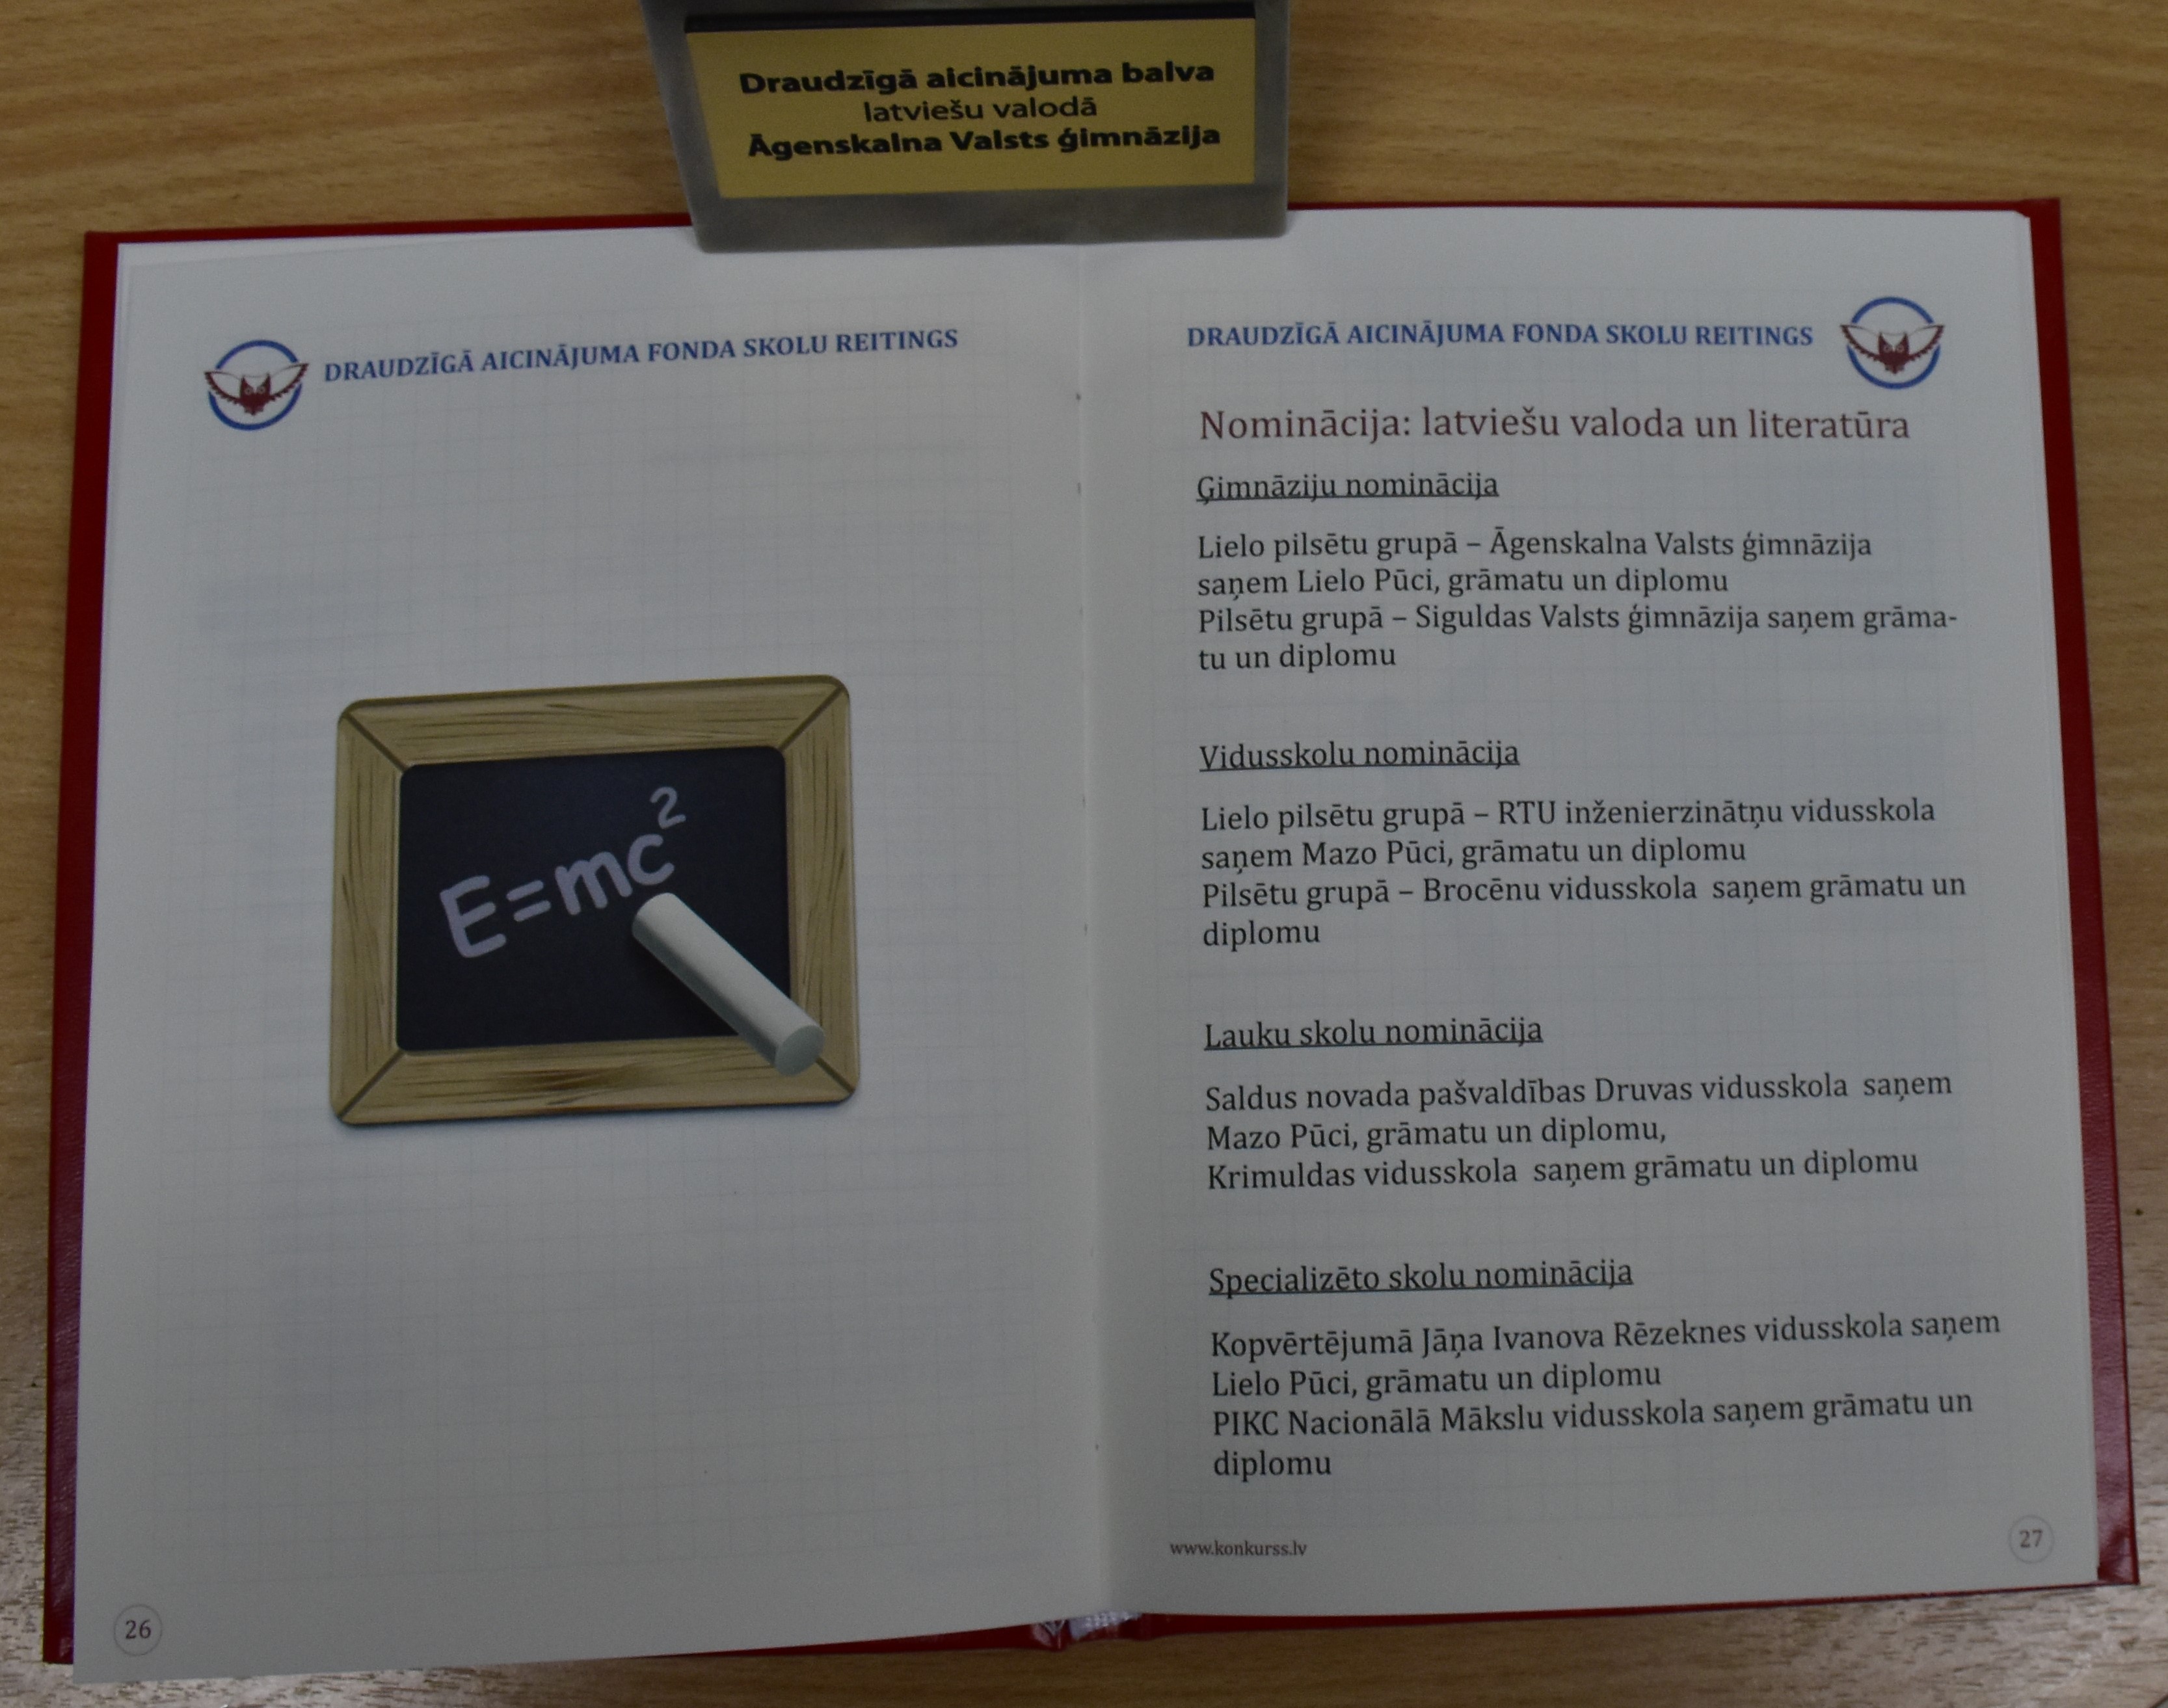 Draudzīgā aicinājuma balva
latviešu valodā
Āgenskalna Valsts ģimnāzija
DRAUDZĪGĀ AICINĀJUMA FONDA SKOLU REITINGS
E=mc²
26
DRAUDZĪGĀ AICINĀJUMA FONDA SKOLU REITINGS
Nominācija: latviešu valoda un literatūra
Ģimnāziju nominācija
Lielo pilsētu grupā – Āgenskalna Valsts ģimnāzija
saņem Lielo Pūci, grāmatu un diplomu
Pilsētu grupā – Siguldas Valsts ģimnāzija saņem grāma-
tu un diplomu
Vidusskolu nominācija
Lielo pilsētu grupā – RTU inženierzinātņu vidusskola
saņem Mazo Pūci, grāmatu un diplomu
Pilsētu grupā – Brocēnu vidusskola saņem grāmatu un
diplomu
Lauku skolu nominācija
Saldus novada pašvaldības Druvas vidusskola saņem
Mazo Pūci, grāmatu un diplomu,
Krimuldas vidusskola saņem grāmatu un diplomu
Specializēto skolu nominācija
Kopvērtējumā Jāņa Ivanova Rēzeknes vidusskola saņem
Lielo Pūci, grāmatu un diplomu
PIKC Nacionālā Mākslu vidusskola saņem grāmatu un
diplomu
www.konkurss.lv
27